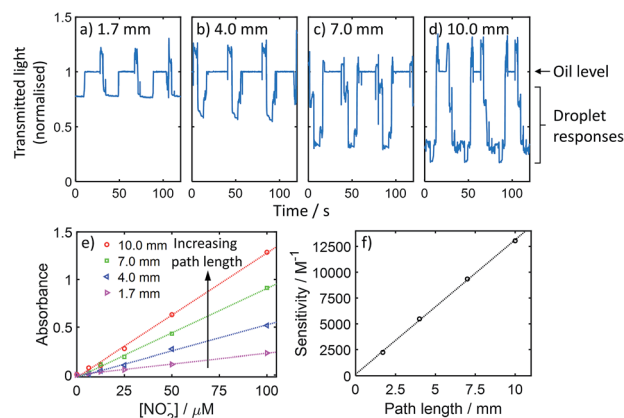 a) 1.7 mm
b) 4.0 mm
c) 7.0 mm
d) 10.0 mm
Transmitted light
(normalised)
1
0.5
0
0 50 100
0 50 100
0 50 100
0 50 100
Time / s
Oil level
Droplet
responses
e)
10.0 mm
7.0 mm
4.0 mm
1.7 mm
Increasing
path length
Absorbance
1.5
1
0.5
0
0 25 50 75 100
[NO₂⁻] / μM
f)
Sensitivity / M⁻¹
12500
10000
7500
5000
2500
0
0 2.5 5 7.5 10
Path length / mm